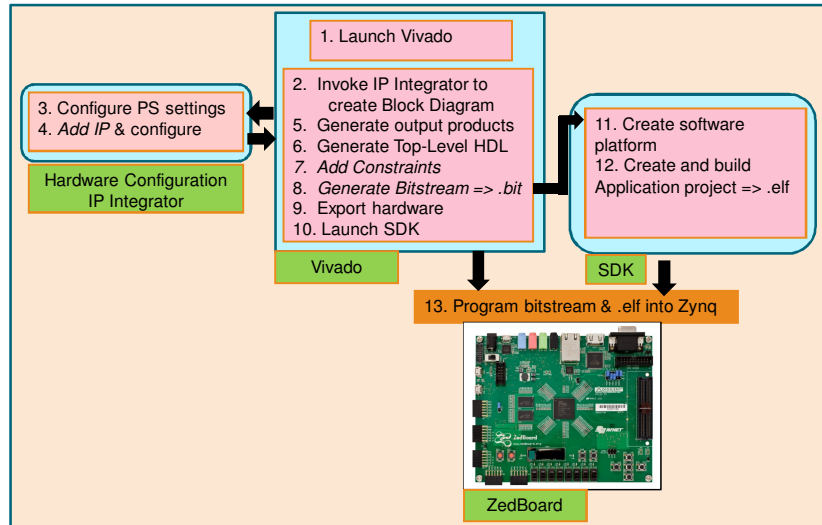 1. Launch Vivado
2. Invoke IP Integrator to
create Block Diagram
5. Generate output products
6. Generate Top-Level HDL
7. Add Constraints
8. Generate Bitstream => .bit
9. Export hardware
10. Launch SDK
Vivado
3. Configure PS settings
4. Add IP & configure
Hardware Configuration
IP Integrator
11. Create software
platform
12. Create and build
Application project => .elf
SDK
13. Program bitstream & .elf into Zynq
ZedBoard
AVNET
ZedBoard